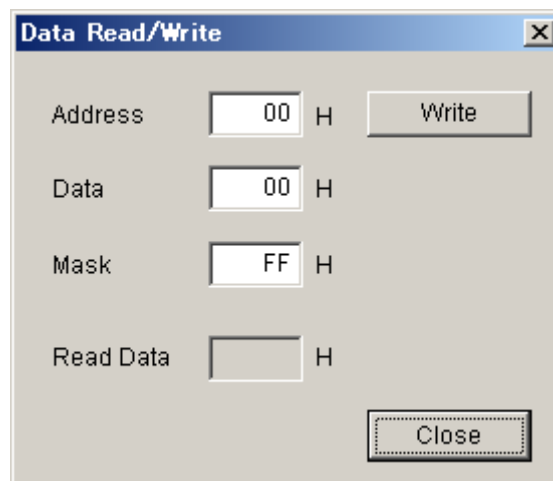 Data Read/Write
Address 00 H Write
Data 00 H
Mask FF H
Read Data H
Close